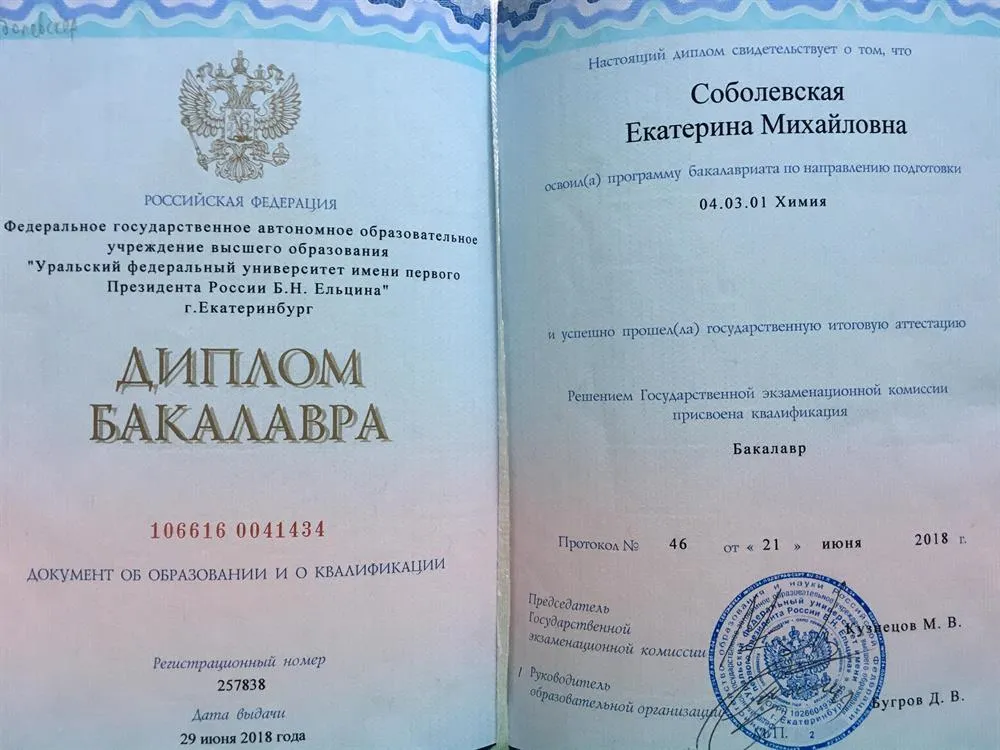 РОССИЙСКАЯ ФЕДЕРАЦИЯ
Федеральное государственное автономное образовательное
учреждение высшего образования
"Уральский федеральный университет имени первого
Президента России Б.Н. Ельцина"
г.Екатеринбург
ДИПЛОМ
БАКАЛАВРА
106616 0041434
ДОКУМЕНТ ОБ ОБРАЗОВАНИИ И О КВАЛИФИКАЦИИ
Регистрационный номер
257838
Дата выдачи
29 июня 2018 года
Настоящий диплом свидетельствует о том, что
Соболевская
Екатерина Михайловна
освоил(а) программу бакалавриата по направлению подготовки
04.03.01 Химия
и успешно прошел(ла) государственную итоговую аттестацию
Решением Государственной экзаменационной комиссии
присвоена квалификация
Бакалавр
Протокол № 46 от « 21 » июня 2018 г.
Председатель
Государственной
экзаменационной комиссии
Кузнецов М. В.
Руководитель
образовательной организации
Бугров Д. В.
М.П.